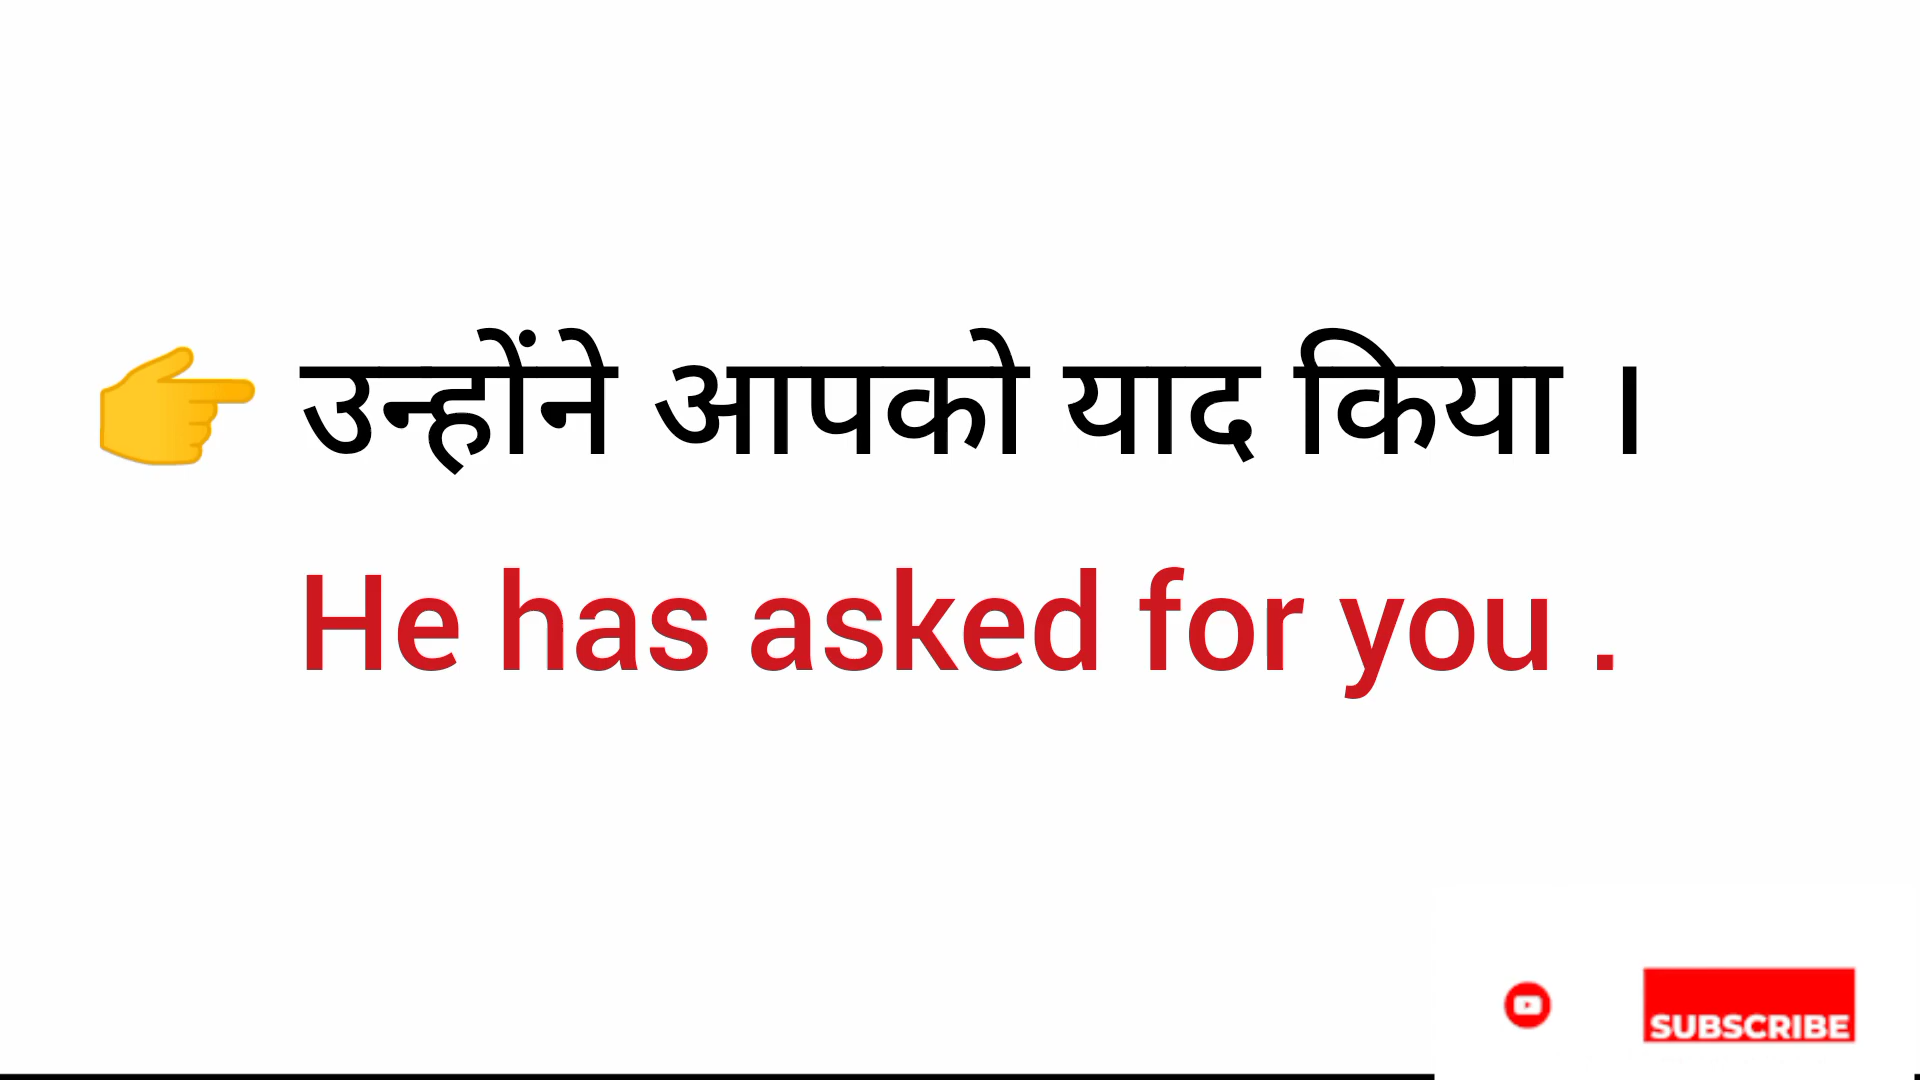 👉 उन्होंने आपको याद किया ।
He has asked for you .
SUBSCRIBE